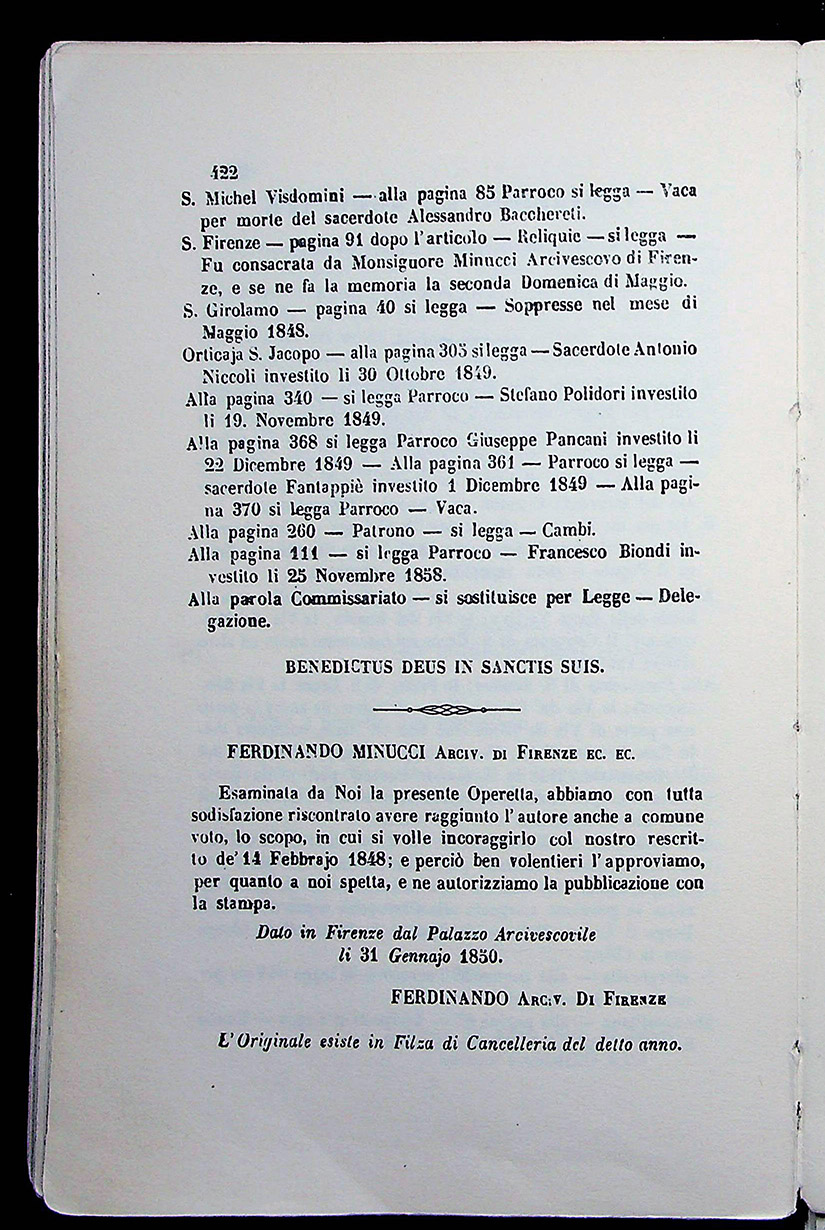 422
S. Michel Visdomini — alla pagina 85 Parroco si legga — Vaca
per morte del sacerdote Alessandro Bacchereti.
S. Firenze — pagina 91 dopo l'articolo — Reliquie — si legga —
Fu consacrata da Monsignore Minucci Arcivescovo di Firen-
ze, e se ne fa la memoria la seconda Domenica di Maggio.
S. Girolamo — pagina 40 si legga — Soppresse nel mese di
Maggio 1848.
Orticaja S. Jacopo — alla pagina 305 si legga — Sacerdote Antonio
Niccoli investito li 30 Ottobre 1849.
Alla pagina 340 — si legga Parroco — Stefano Polidori investito
li 19. Novembre 1849.
Alla pagina 368 si legga Parroco Giuseppe Pancani investito li
22 Dicembre 1849 — Alla pagina 361 — Parroco si legga —
sacerdote Fantappiè investito 1 Dicembre 1849 — Alla pagi-
na 370 si legga Parroco — Vaca.
Alla pagina 260 — Patrono — si legga — Cambi.
Alla pagina 111 — si legga Parroco — Francesco Biondi in-
vestito li 25 Novembre 1858.
Alla parola Commissariato — si sostituisce per Legge — Dele-
gazione.
BENEDICTUS DEUS IN SANCTIS SUIS.
FERDINANDO MINUCCI ARCIV. DI FIRENZE EC. EC.
Esaminata da Noi la presente Operetta, abbiamo con tutta
sodisfazione riscontrato avere raggiunto l'autore anche a comune
voto, lo scopo, in cui si volle incoraggirlo col nostro rescrit-
to de' 14 Febbrajo 1848; e perciò ben volentieri l'approviamo,
per quanto a noi spetta, e ne autorizziamo la pubblicazione con
la stampa.
Dato in Firenze dal Palazzo Arcivescovile
li 31 Gennajo 1850.
FERDINANDO ARCIV. DI FIRENZE
L'Originale esiste in Filza di Cancelleria del detto anno.